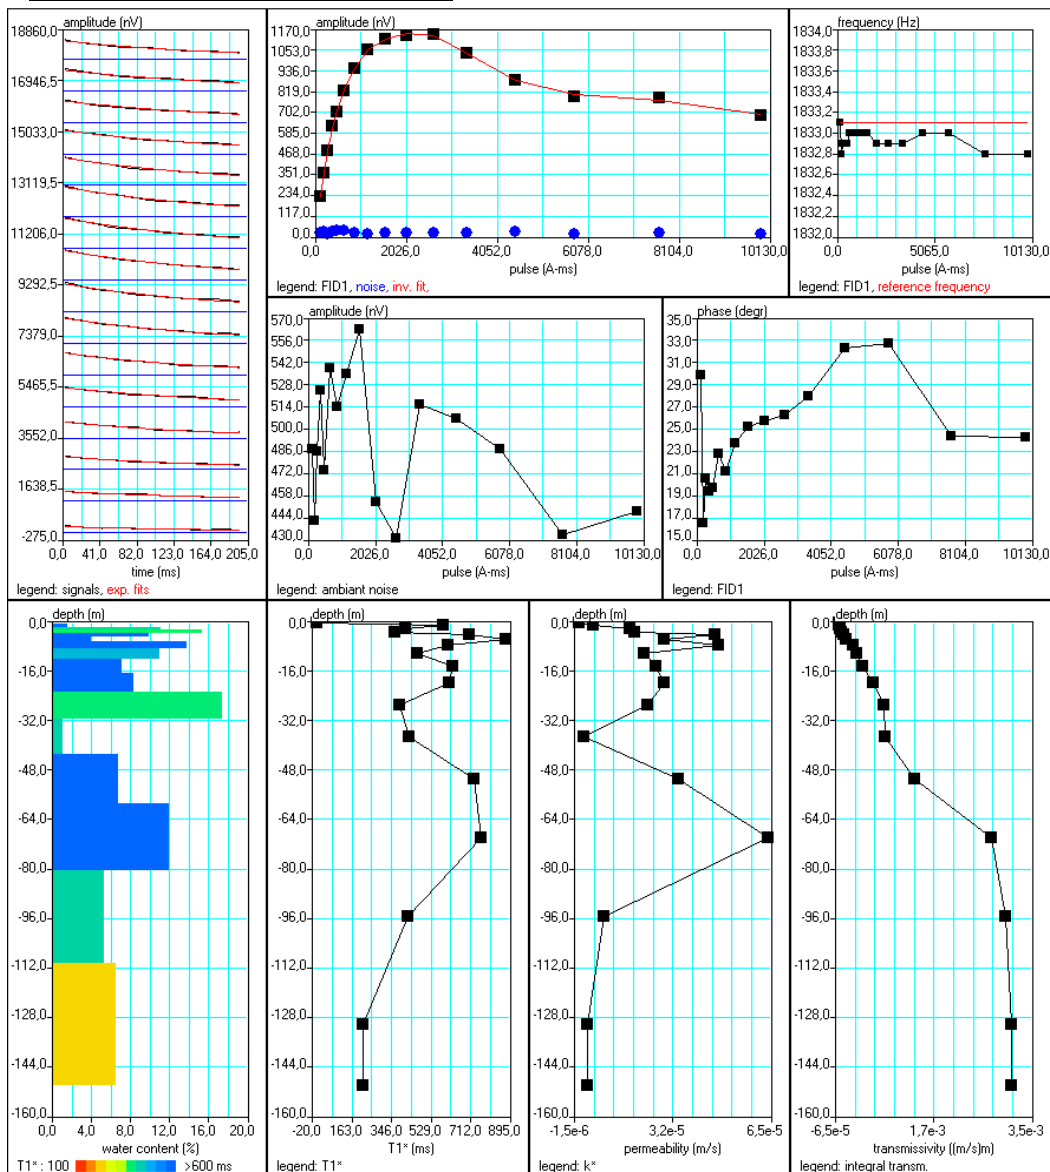 amplitude (nV)
18860,0
16946,5
15033,0
13119,5
11206,0
9292,5
7379,0
5465,5
3552,0
1638,5
-275,0
0,0 41,0 82,0 123,0 164,0 205,0
time (ms)
legend: signals, exp. fits
amplitude (nV)
1170,0
1053,0
936,0
819,0
702,0
585,0
468,0
351,0
234,0
117,0
0,0
0,0 2026,0 4052,0 6078,0 8104,0 10130,0
pulse (A-ms)
legend: FID1, noise, inv. fit,
frequency (Hz)
1834,0
1833,8
1833,6
1833,4
1833,2
1833,0
1832,8
1832,6
1832,4
1832,2
1832,0
0,0 5065,0 10130,0
pulse (A-ms)
legend: FID1, reference frequency
amplitude (nV)
570,0
556,0
542,0
528,0
514,0
500,0
486,0
472,0
458,0
444,0
430,0
0,0 2026,0 4052,0 6078,0 8104,0 10130,0
pulse (A-ms)
legend: ambiant noise
phase (degr)
35,0
33,0
31,0
29,0
27,0
25,0
23,0
21,0
19,0
17,0
15,0
0,0 2026,0 4052,0 6078,0 8104,0 10130,0
pulse (A-ms)
legend: FID1
depth (m)
0,0
-16,0
-32,0
-48,0
-64,0
-80,0
-96,0
-112,0
-128,0
-144,0
-160,0
0,0 4,0 8,0 12,0 16,0 20,0
water content (%)
T1* : 100 >600 ms
depth (m)
0,0
-16,0
-32,0
-48,0
-64,0
-80,0
-96,0
-112,0
-128,0
-144,0
-160,0
-20,0 163,0 346,0 529,0 712,0 895,0
T1* (ms)
legend: T1*
depth (m)
0,0
-16,0
-32,0
-48,0
-64,0
-80,0
-96,0
-112,0
-128,0
-144,0
-160,0
-1,5e-6 3,2e-5 6,5e-5
permeability (m/s)
legend: k*
depth (m)
0,0
-16,0
-32,0
-48,0
-64,0
-80,0
-96,0
-112,0
-128,0
-144,0
-160,0
-6,5e-5 1,7e-3 3,5e-3
transmissivity ((m/s)m)
legend: integral transm.